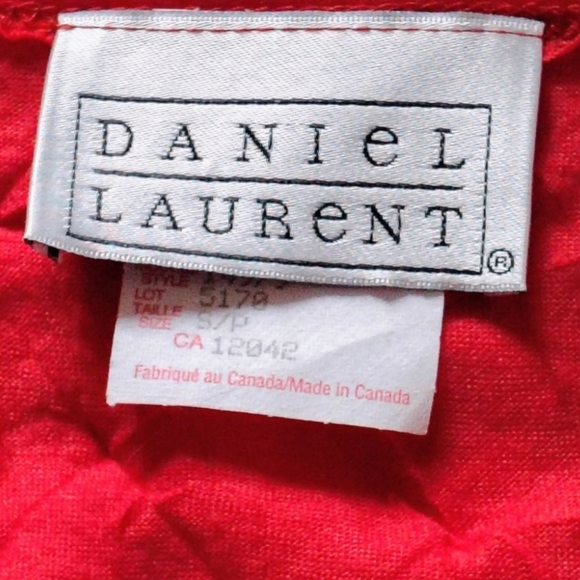 DANIeL
LAUReNT
®
STYLE
LOT 5170
TAILLE
SIZE S/P
CA 12042
Fabriqué au Canada/Made in Canada